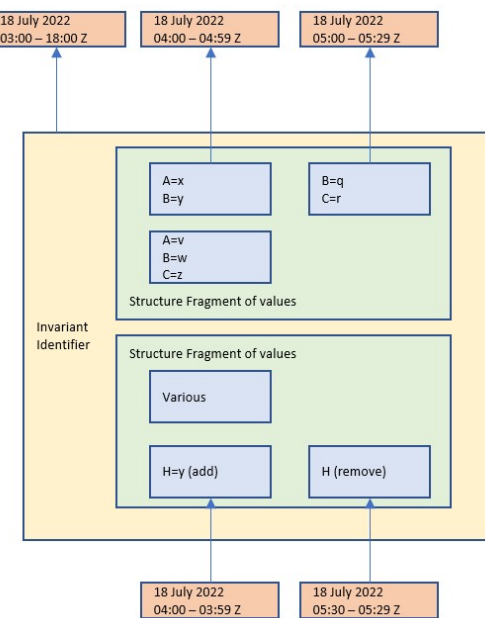 18 July 2022
03:00 – 18:00 Z
18 July 2022
04:00 – 04:59 Z
18 July 2022
05:00 – 05:29 Z
A=x
B=y
B=q
C=r
A=v
B=w
C=z
Structure Fragment of values
Invariant
Identifier
Structure Fragment of values
Various
H=y (add)
H (remove)
18 July 2022
04:00 – 03:59 Z
18 July 2022
05:30 – 05:29 Z